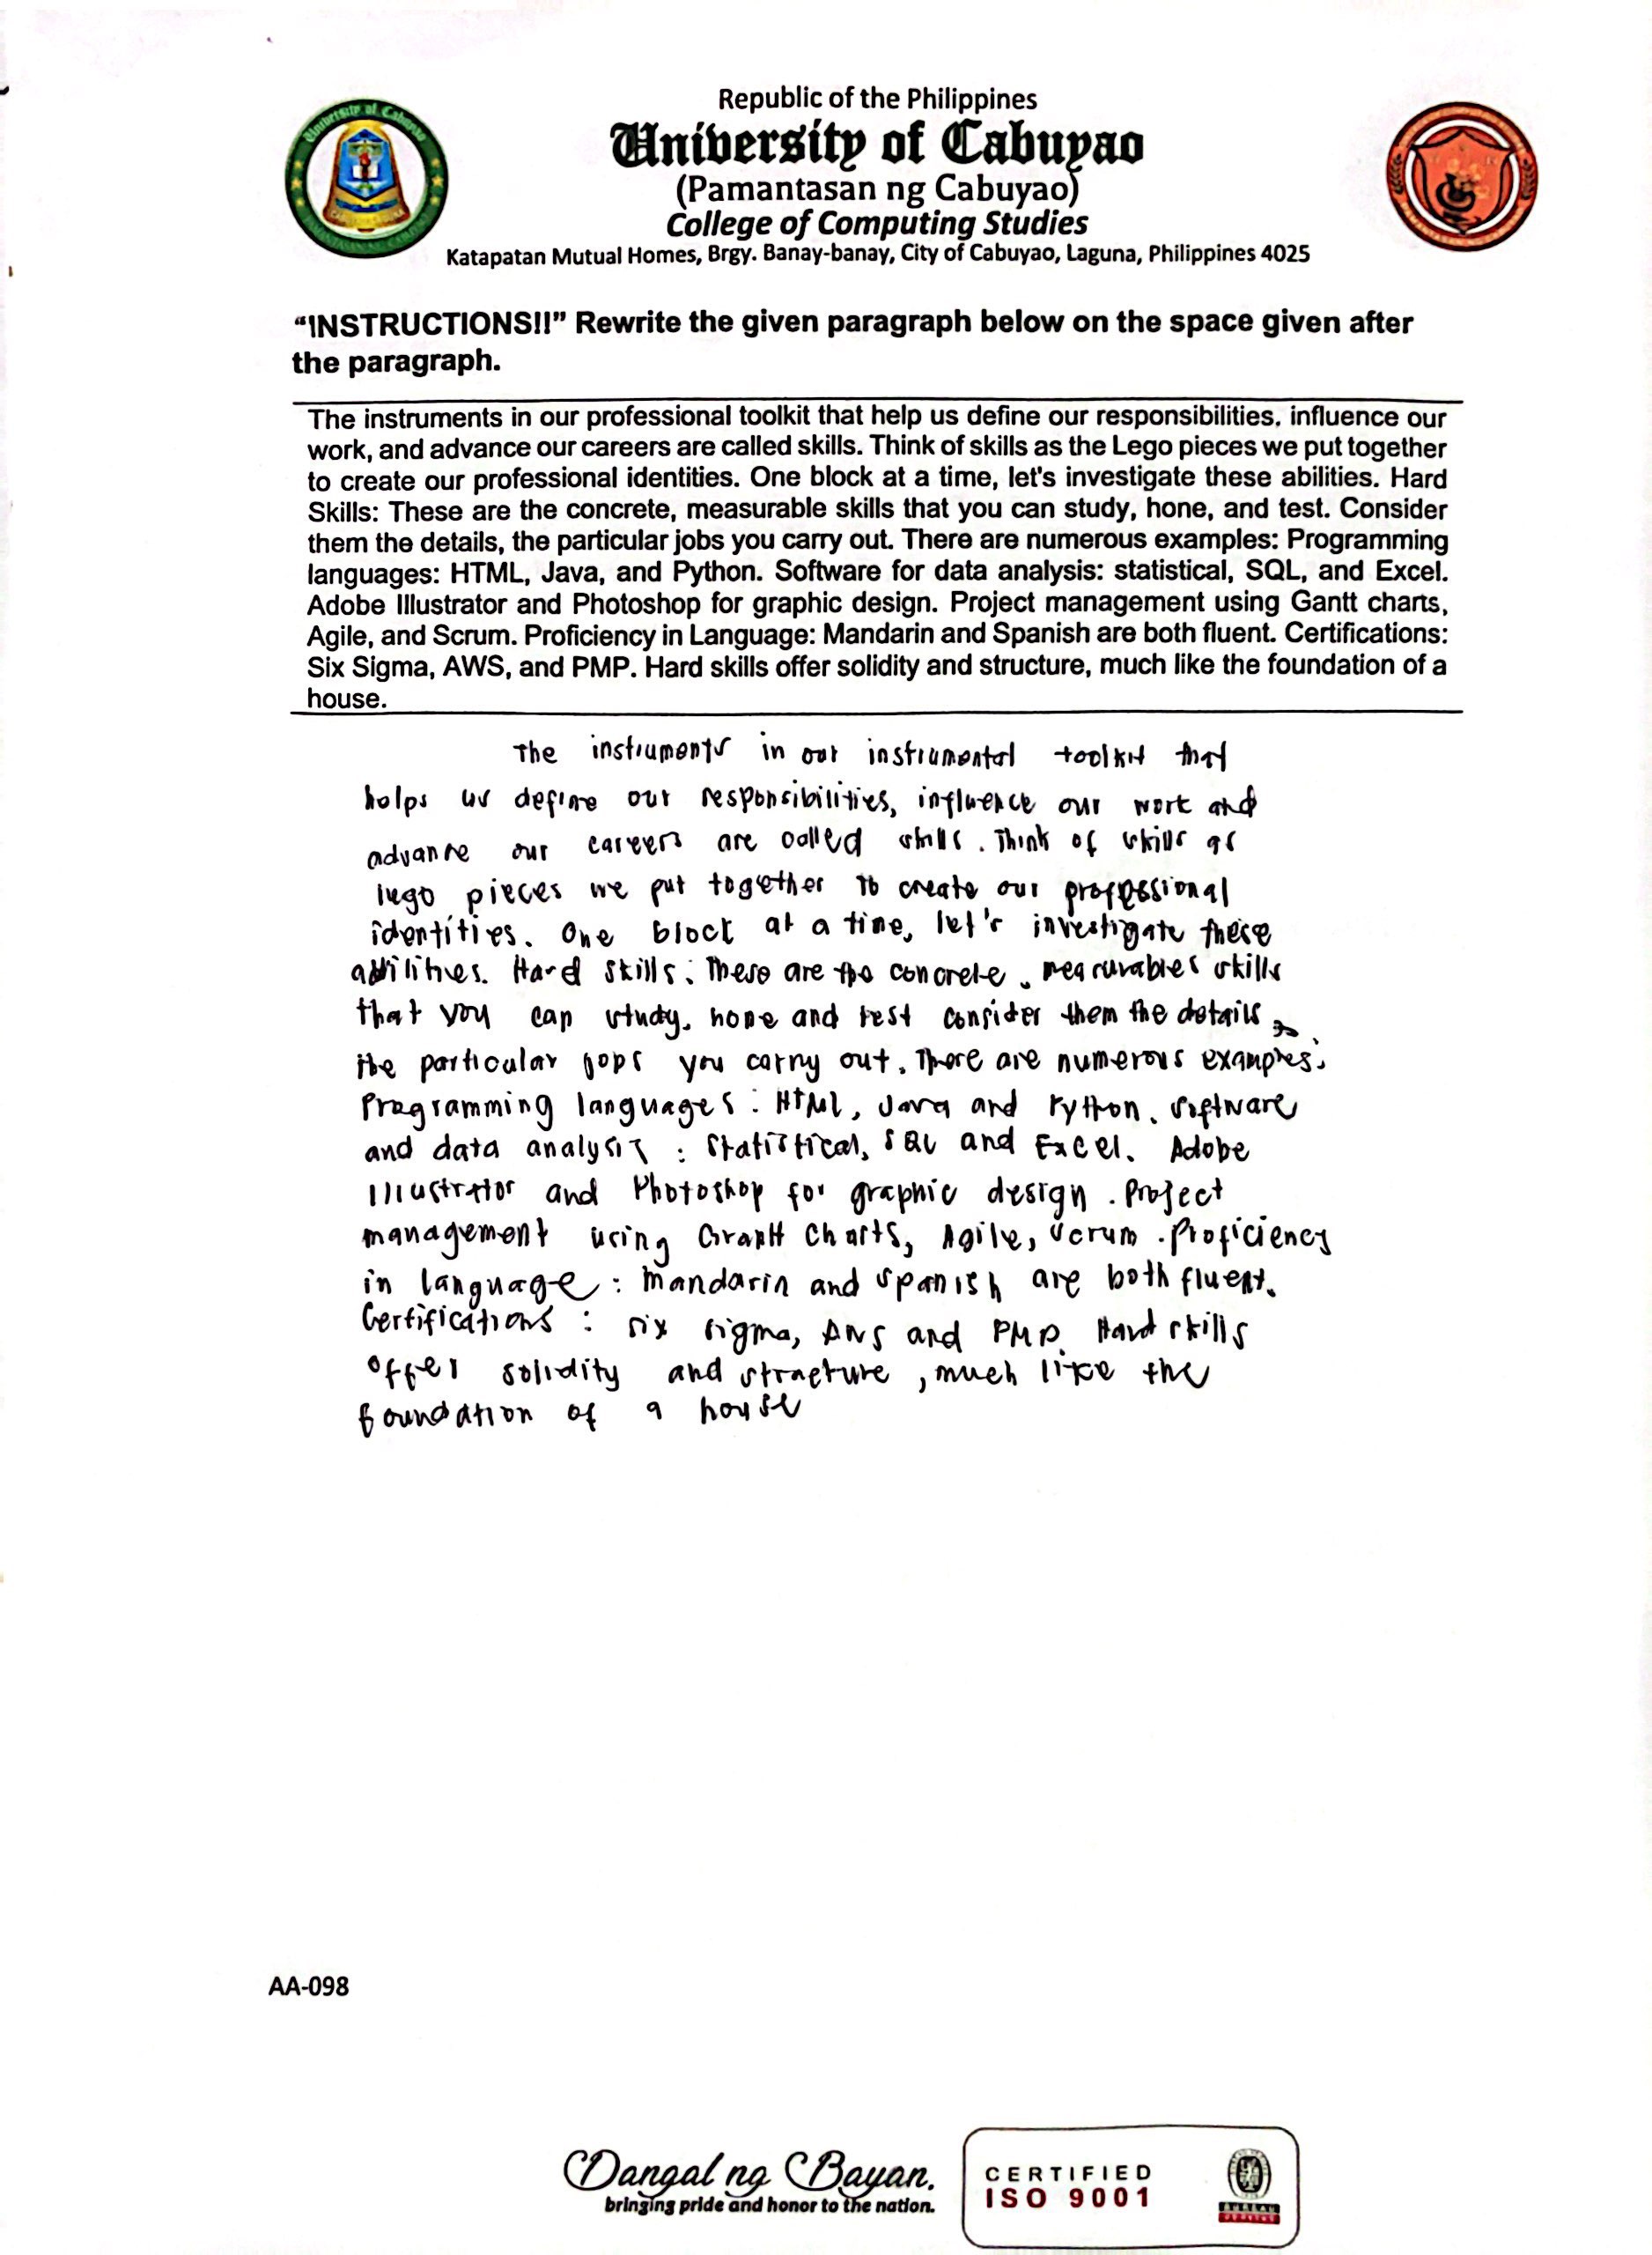 Republic of the Philippines
University of Cabuyao
(Pamantasan ng Cabuyao)
College of Computing Studies
Katapatan Mutual Homes, Brgy. Banay-banay, City of Cabuyao, Laguna, Philippines 4025
“INSTRUCTIONS!!” Rewrite the given paragraph below on the space given after
the paragraph.
The instruments in our professional toolkit that help us define our responsibilities, influence our
work, and advance our careers are called skills. Think of skills as the Lego pieces we put together
to create our professional identities. One block at a time, let's investigate these abilities. Hard
Skills: These are the concrete, measurable skills that you can study, hone, and test. Consider
them the details, the particular jobs you carry out. There are numerous examples: Programming
languages: HTML, Java, and Python. Software for data analysis: statistical, SQL, and Excel.
Adobe Illustrator and Photoshop for graphic design. Project management using Gantt charts,
Agile, and Scrum. Proficiency in Language: Mandarin and Spanish are both fluent. Certifications:
Six Sigma, AWS, and PMP. Hard skills offer solidity and structure, much like the foundation of a
house.
The instruments in our instrumental toolkit that
helps us define our responsibilities, influence our work and
advance our careers are called skills. Think of skills as
lego pieces we put together to create our professional
identities. One block at a time, let's investigate these
abilities. Hard skills: These are the concrete, measurables skills
that you can study, hone and test consider them the details,
the particular you carry out. There are numerous examples:
Programming languages: HTML, Java and Python. Software
and data analysis: Statistical, SQL and Excel. Adobe
Illustrator and Photoshop for graphic design. Project
management using Grantt Charts, Agile, Scrum. Proficiency
in language: Mandarin and Spanish are both fluent.
Certifications: six sigma, AWS and PMP. Hard skills
offer solidity and structure, much like the
foundation of a house
AA-098
Dangal ng Bayan.
bringing pride and honor to the nation.
CERTIFIED
ISO 9001